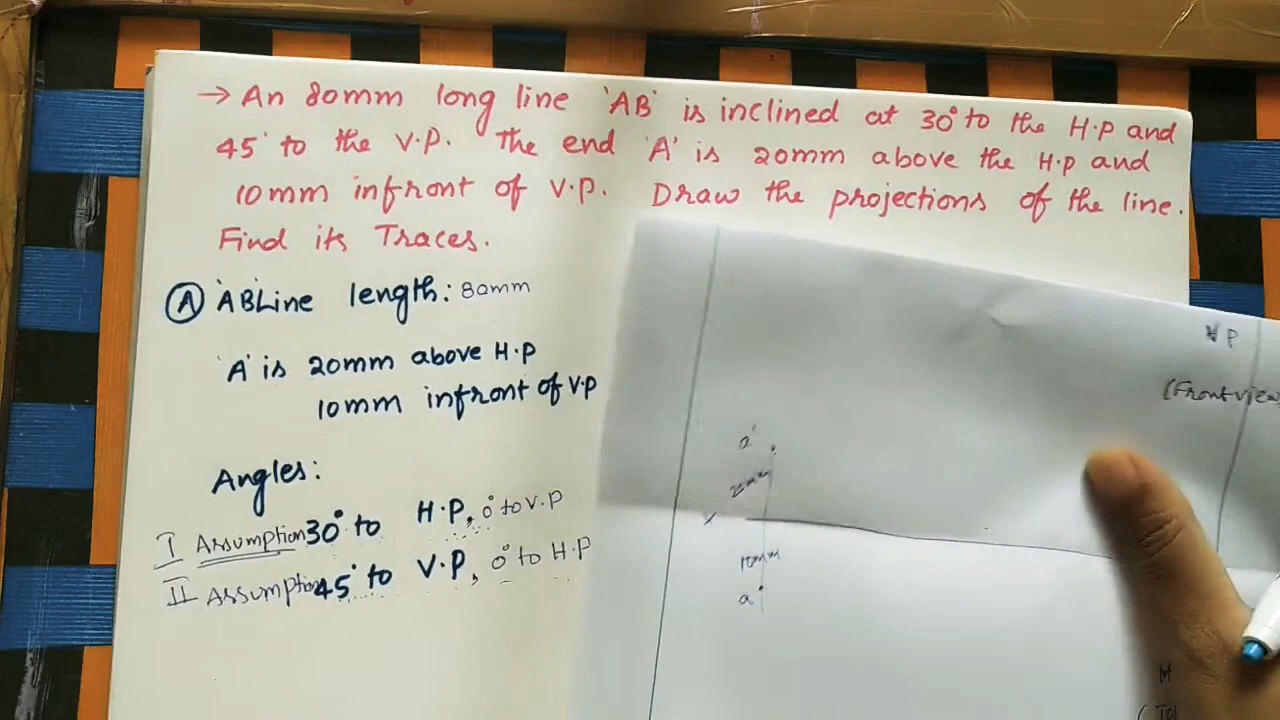 → An 80mm long line 'AB' is inclined at 30° to the H.P and
45° to the V.P. The end 'A' is 20mm above the H.P and
10mm infront of V.P. Draw the projections of the line.
Find its Traces.
Ⓐ 'AB' Line length: 80mm
'A' is 20mm above H.P
10mm infront of V.P
Angles:
I Assumption 30° to H.P, 0° to V.P
II Assumption 45° to V.P, 0° to H.P
VP
(Front view
a'
20mm
10mm
a
H